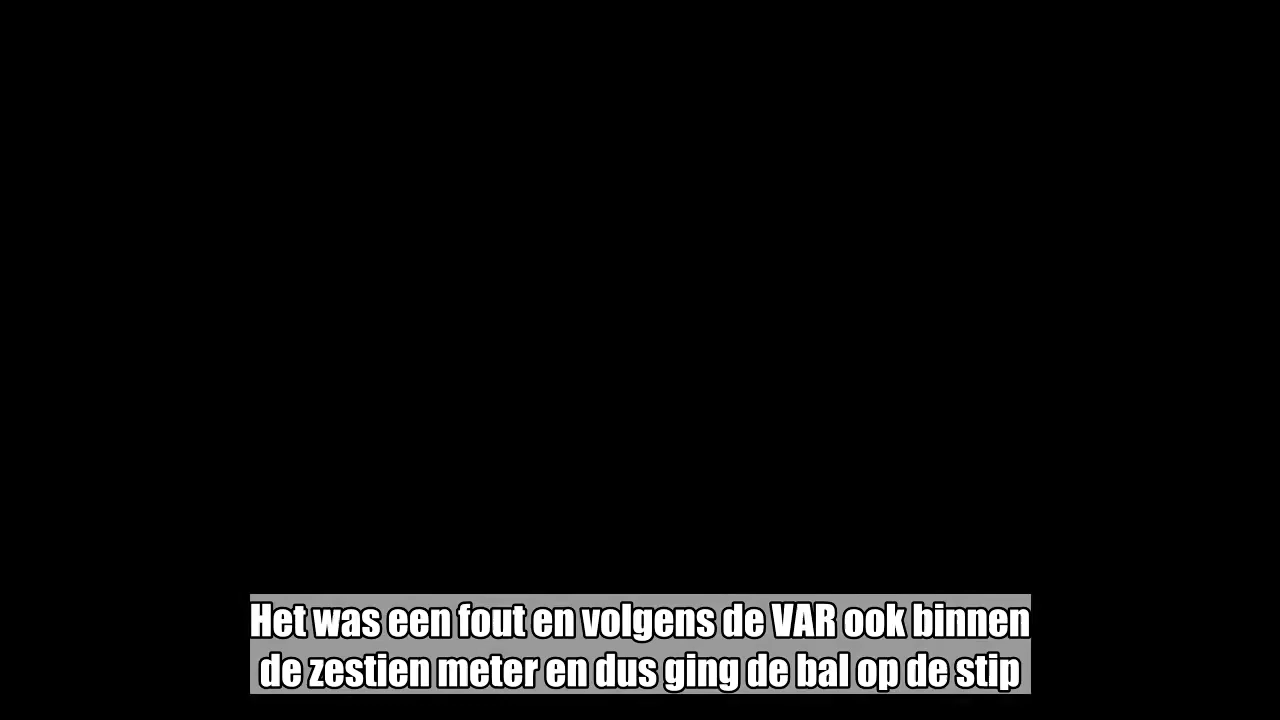 Het was een fout en volgens de VAR ook binnen
de zestien meter en dus ging de bal op de stip